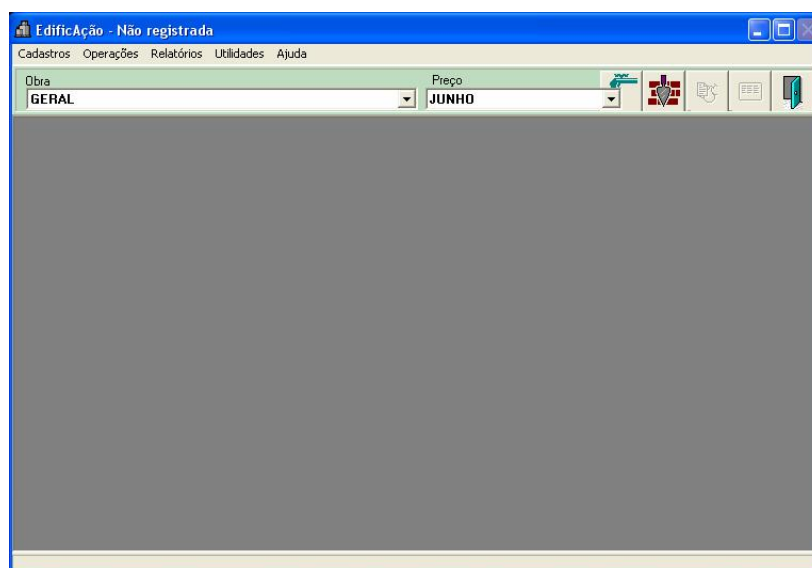 EdificAção - Não registrada
Cadastros Operações Relatórios Utilidades Ajuda
Obra Preço
GERAL JUNHO